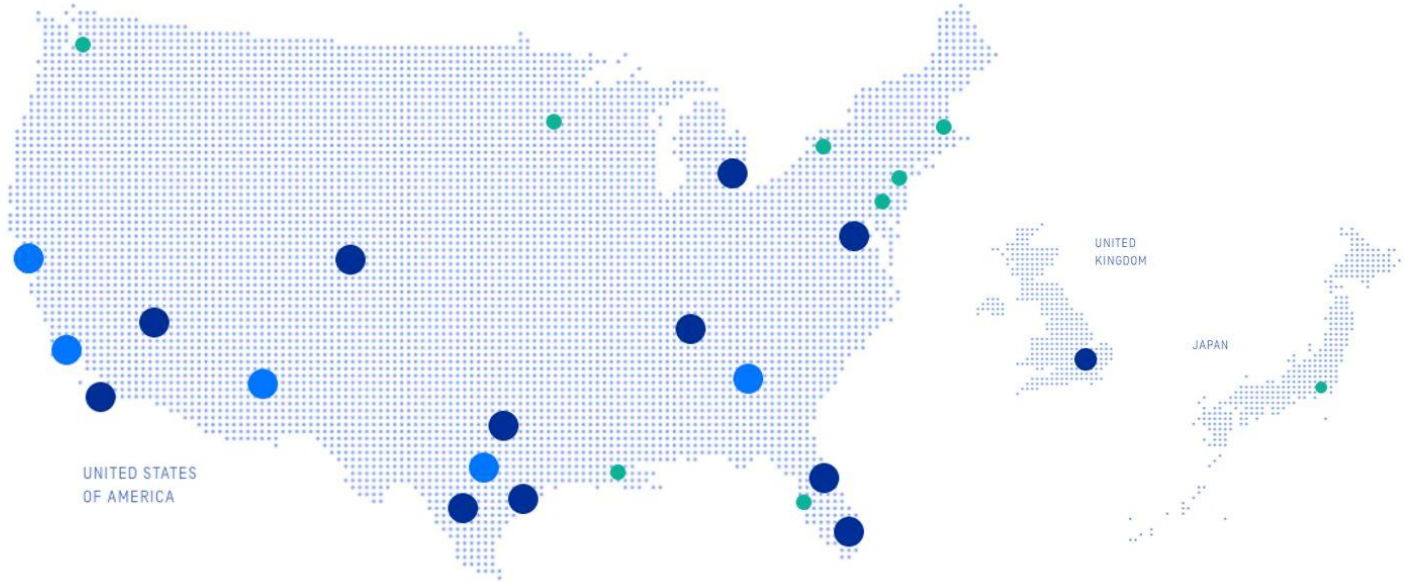 UNITED
KINGDOM
JAPAN
UNITED STATES
OF AMERICA